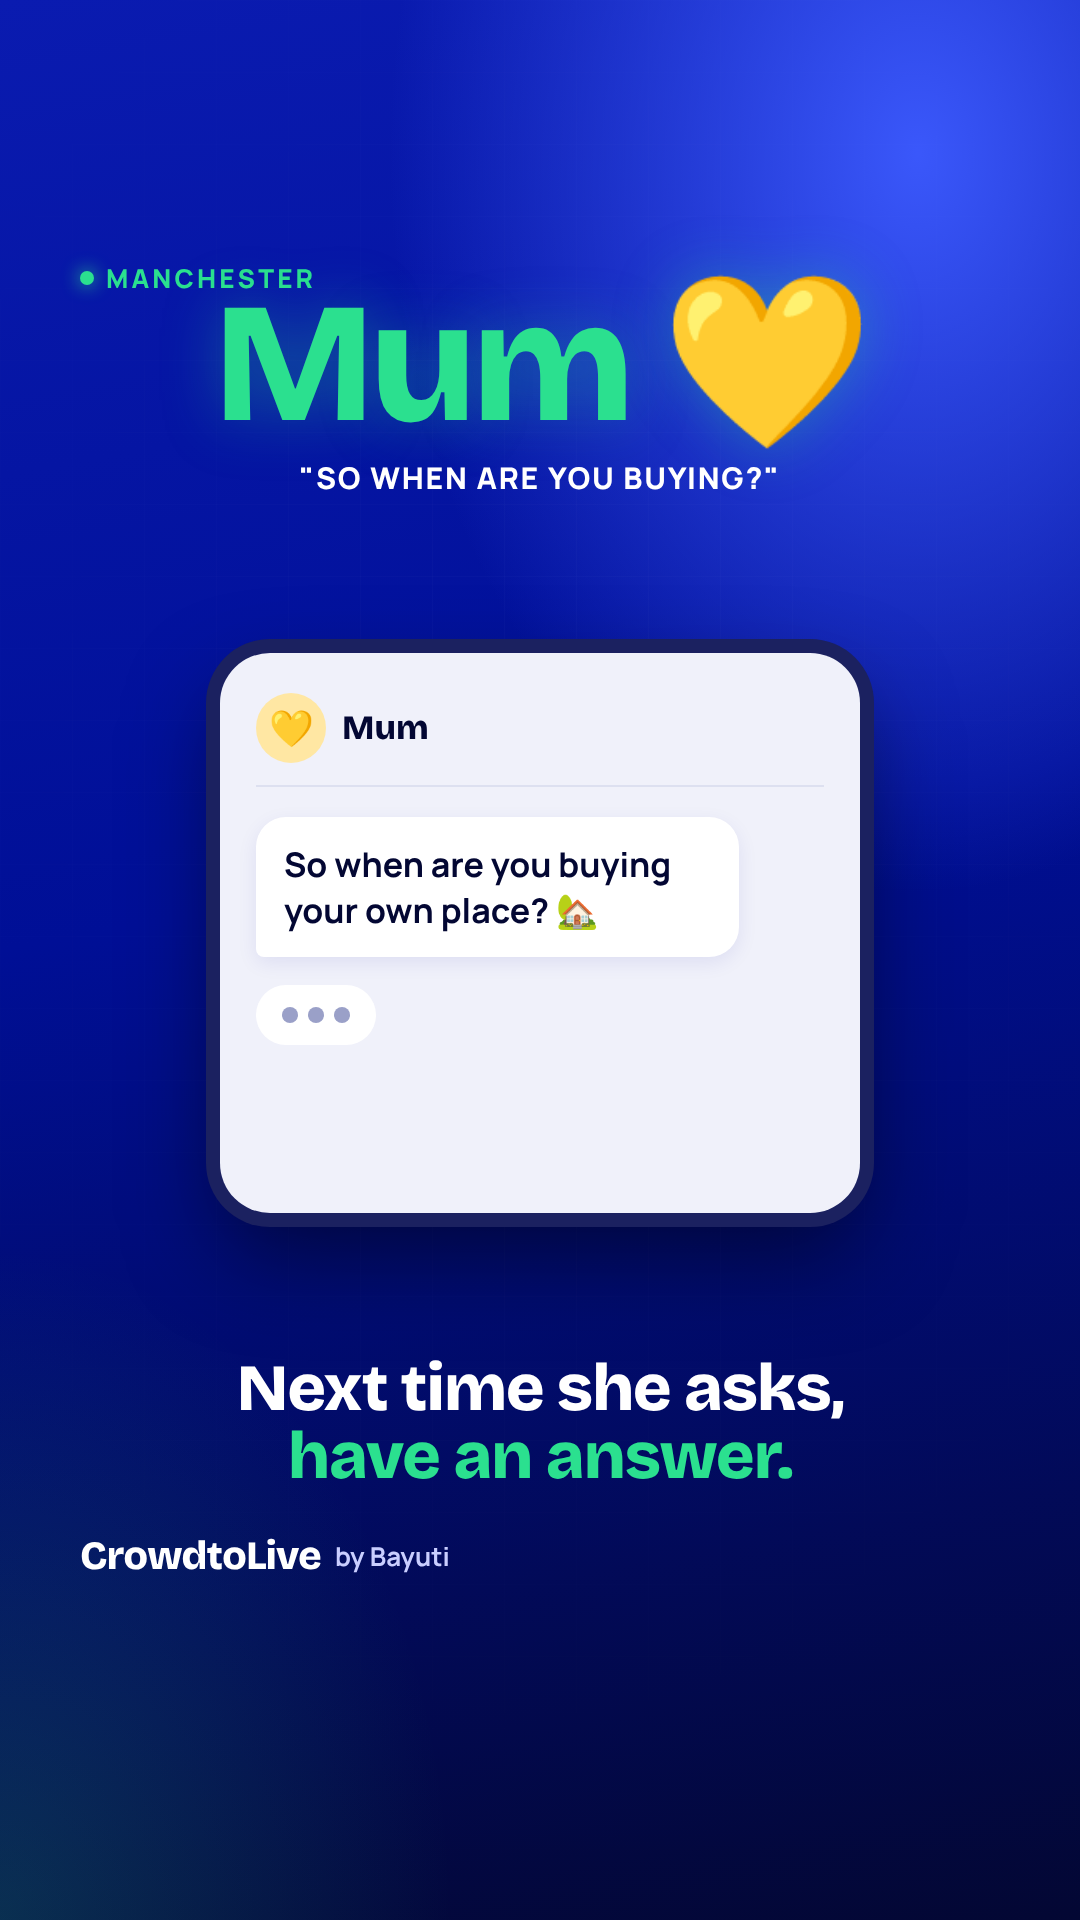 MANCHESTER
Mum 💛
"SO WHEN ARE YOU BUYING?"
Mum
So when are you buying
your own place? 🏡
Next time she asks,
have an answer.
CrowdtoLive by Bayuti